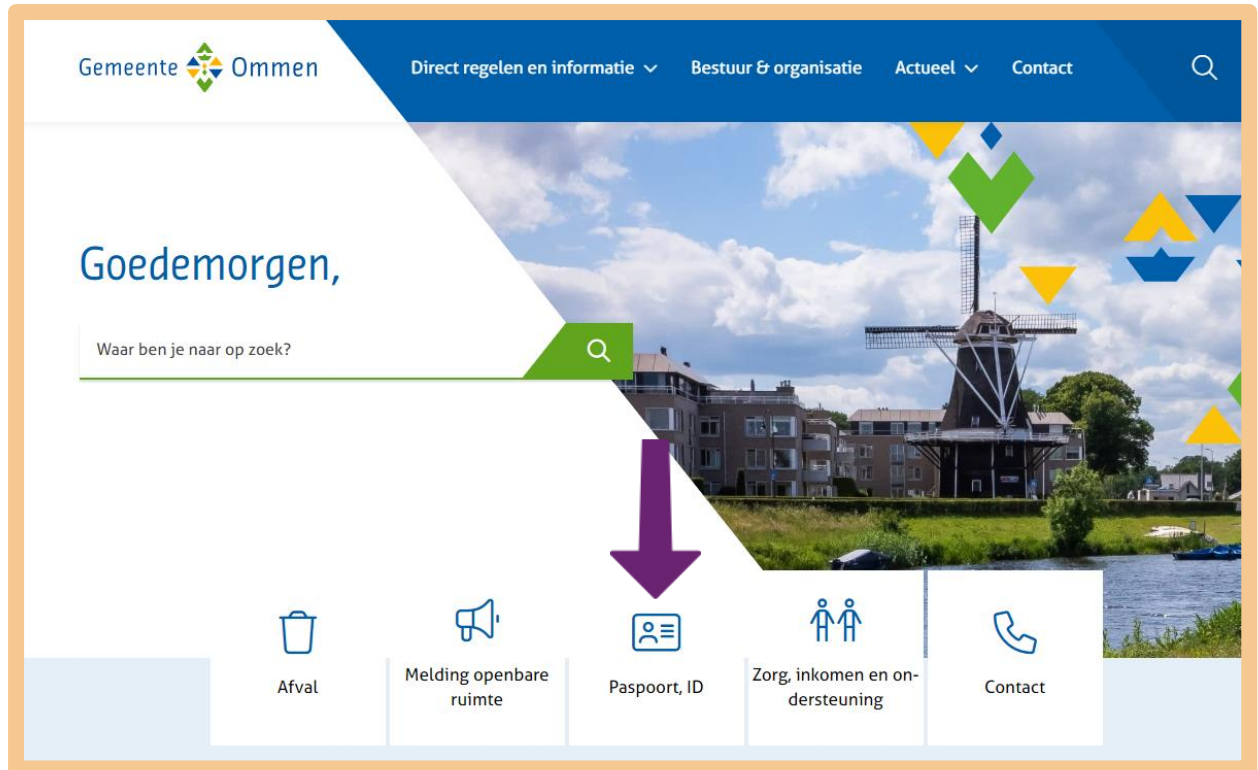 Gemeente Ommen
Direct regelen en informatie
Bestuur & organisatie
Actueel
Contact
Goedemorgen,
Waar ben je naar op zoek?
Afval
Melding openbare
ruimte
Paspoort, ID
Zorg, inkomen en on-
dersteuning
Contact